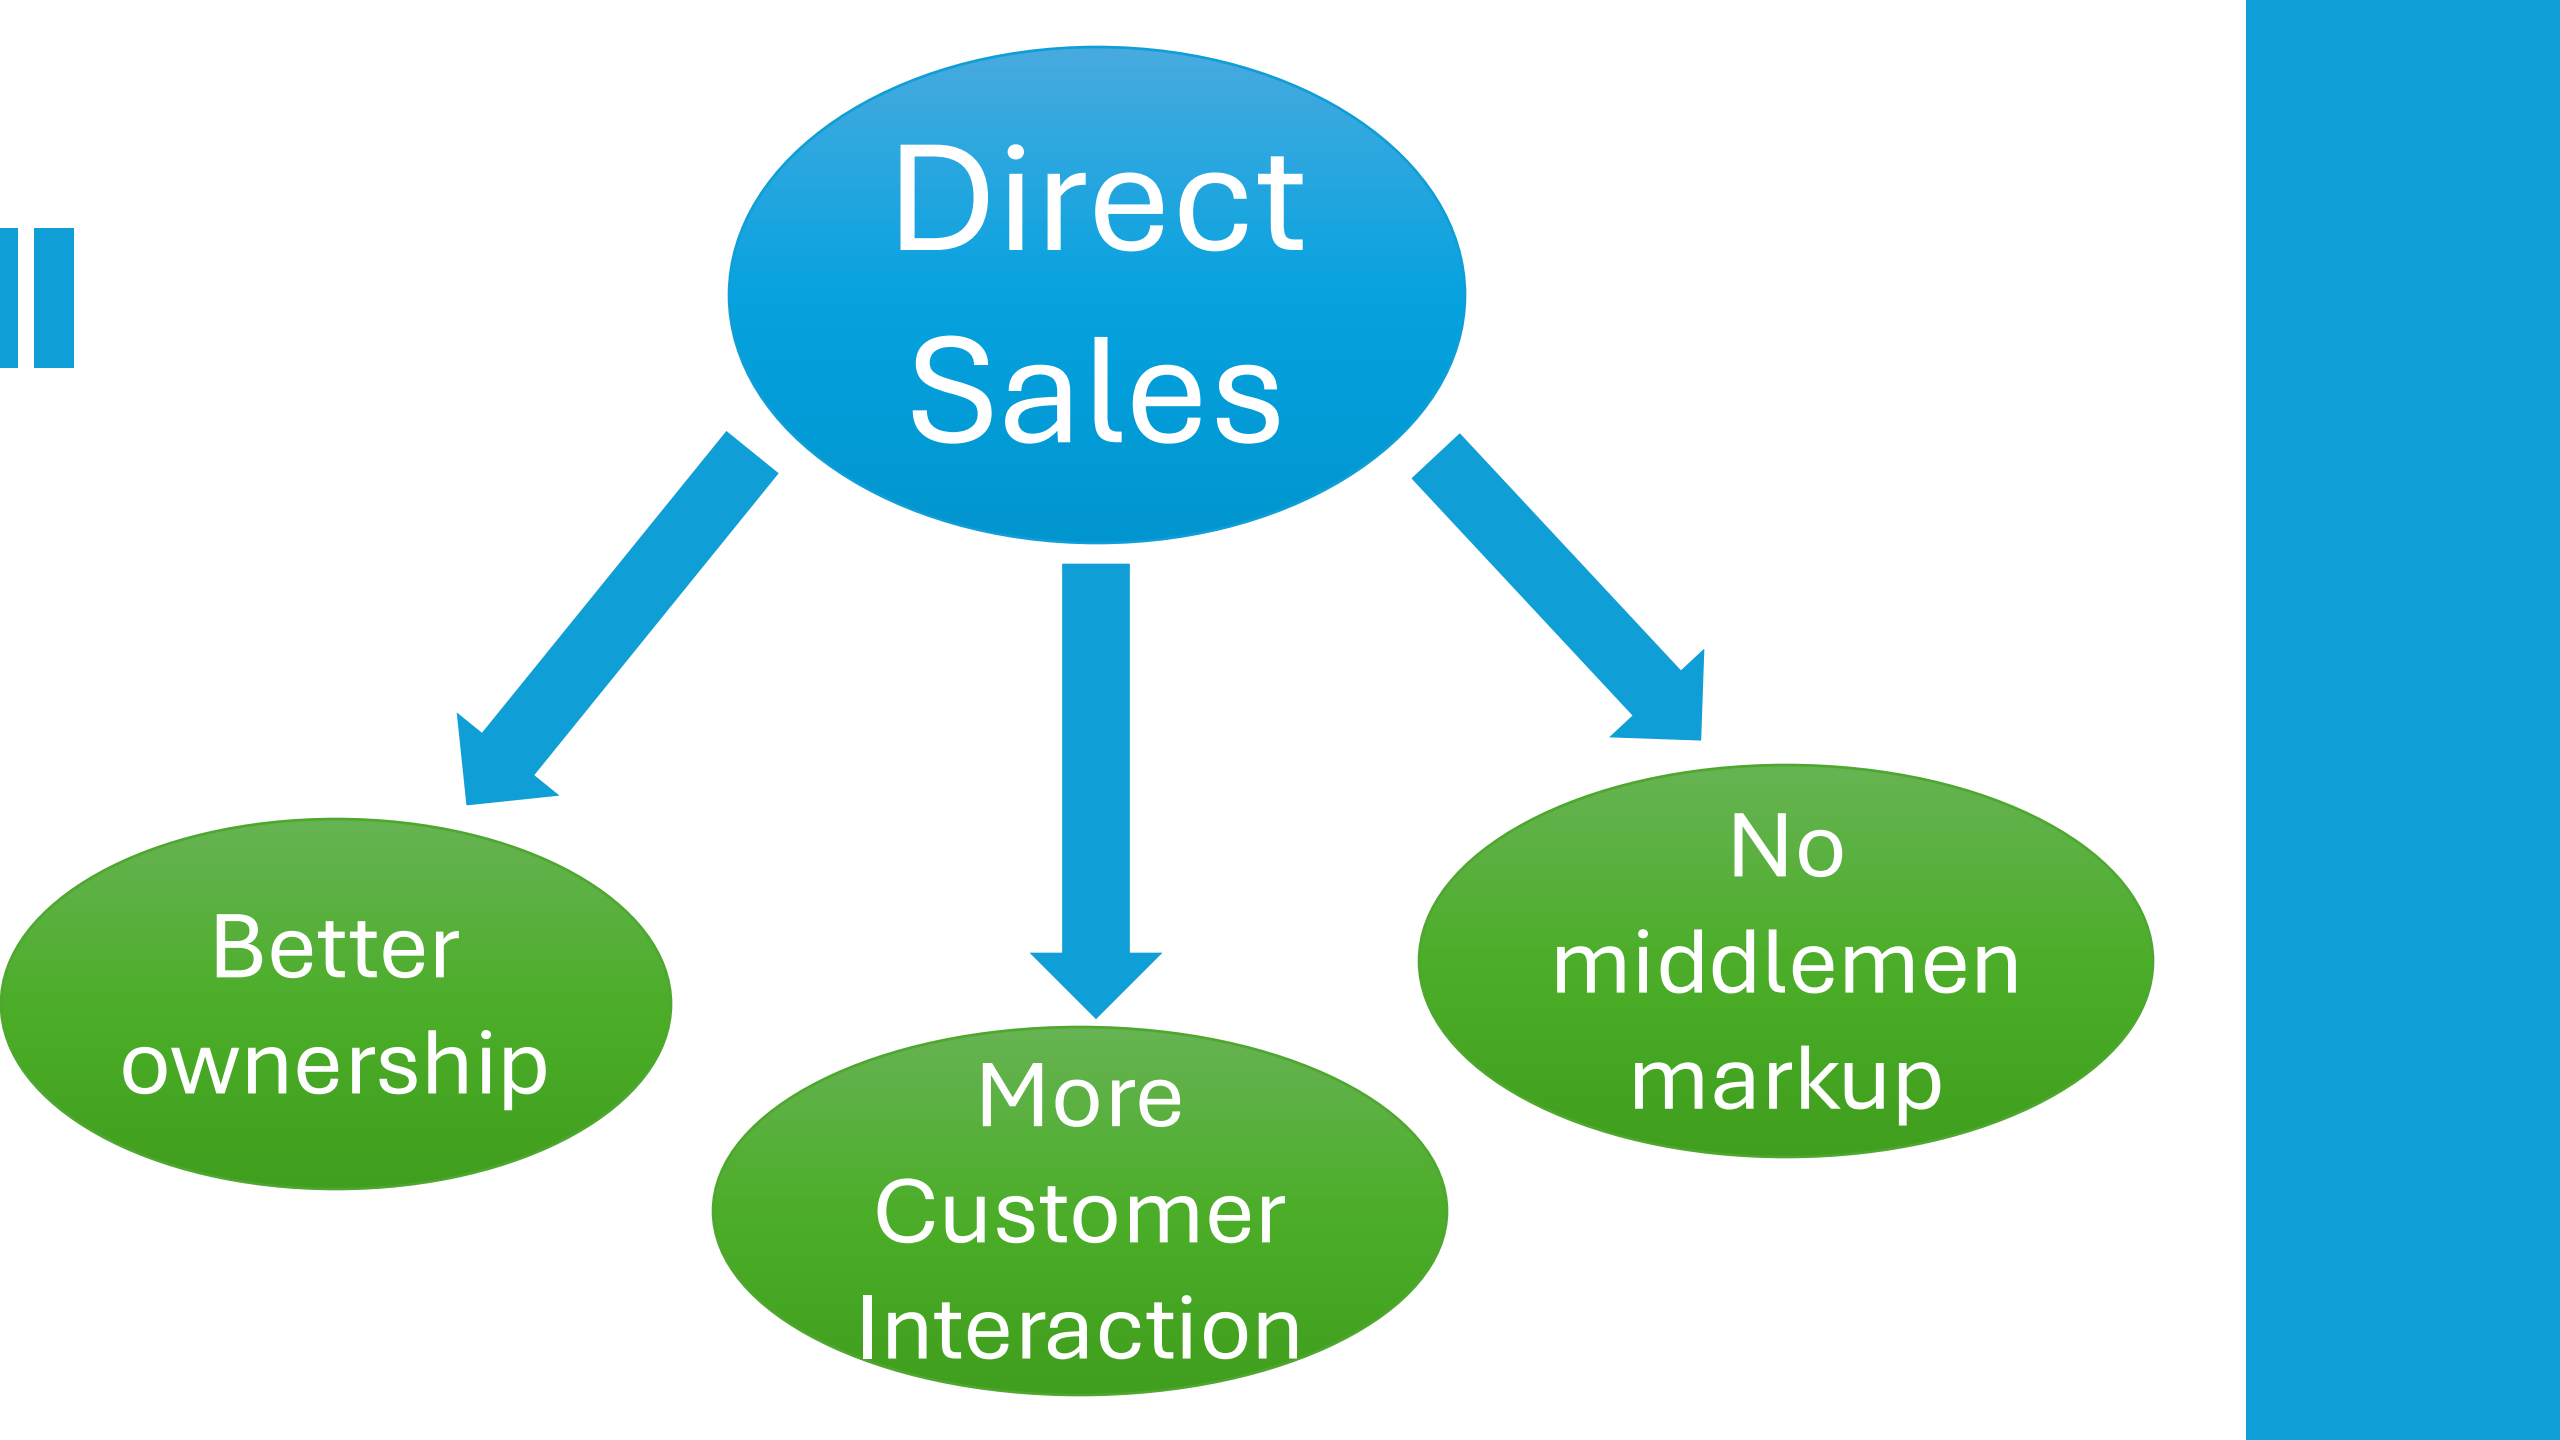 Direct
Sales
Better
ownership
More
Customer
Interaction
No
middlemen
markup